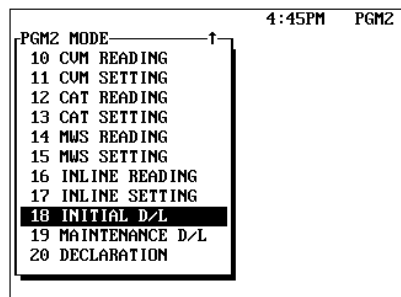 4:45PM PGM2
PGM2 MODE ↑
10 CVM READING
11 CVM SETTING
12 CAT READING
13 CAT SETTING
14 MWS READING
15 MWS SETTING
16 INLINE READING
17 INLINE SETTING
18 INITIAL D/L
19 MAINTENANCE D/L
20 DECLARATION